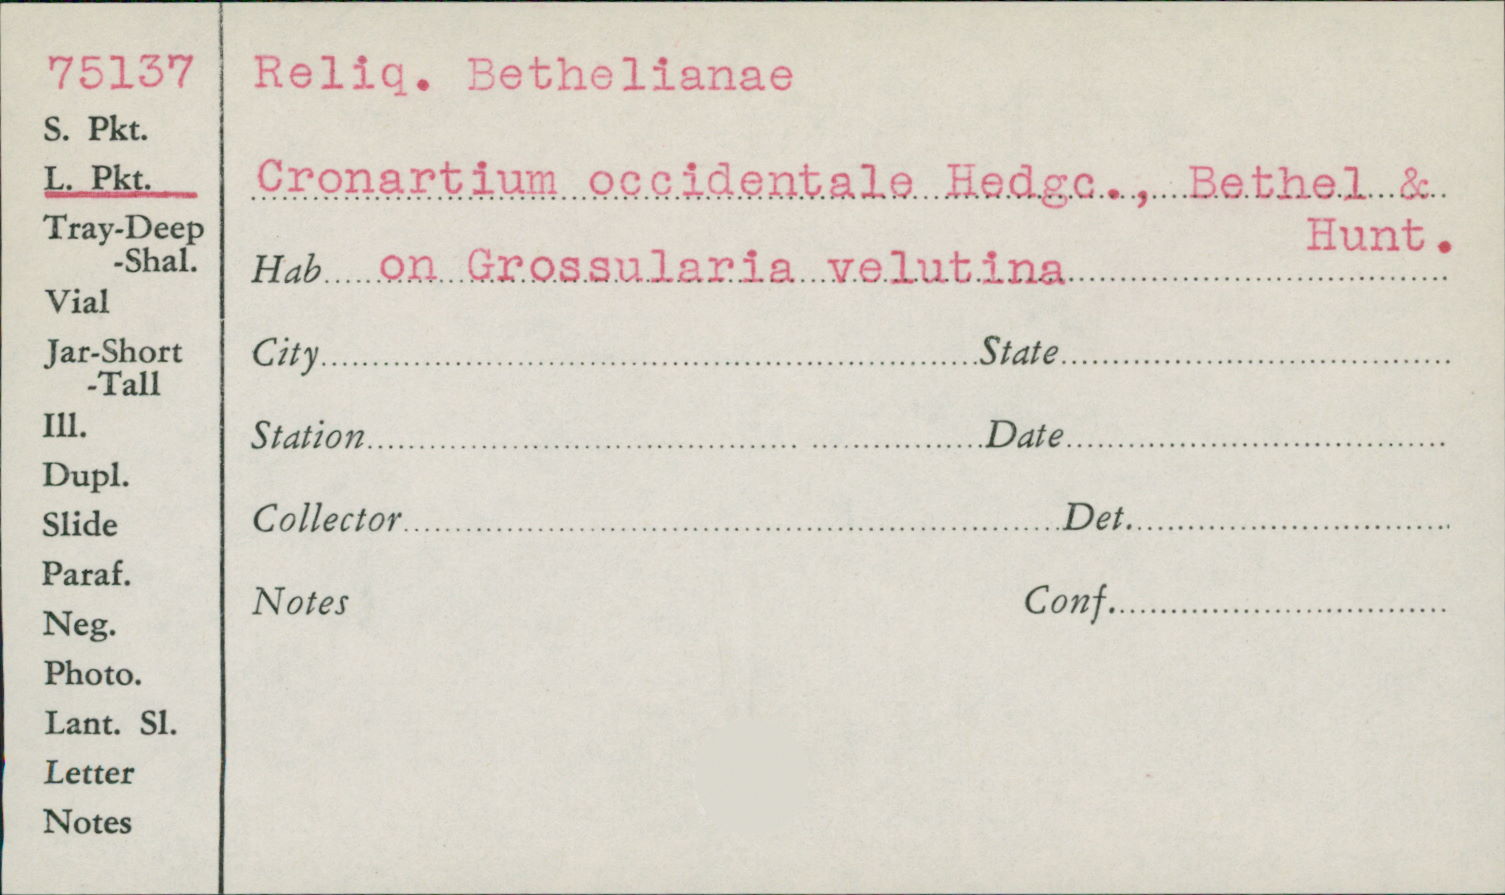 75137
S. Pkt.
L. Pkt.
Tray-Deep
-Shal.
Vial
Jar-Short
-Tall
Ill.
Dupl.
Slide
Paraf.
Neg.
Photo.
Lant. Sl.
Letter
Notes
Reliq. Bethelianae
Cronartium occidentale Hedgc., Bethel &
Hunt.
Hab on Grossularia velutina
City State
Station Date
Collector Det.
Notes Conf.